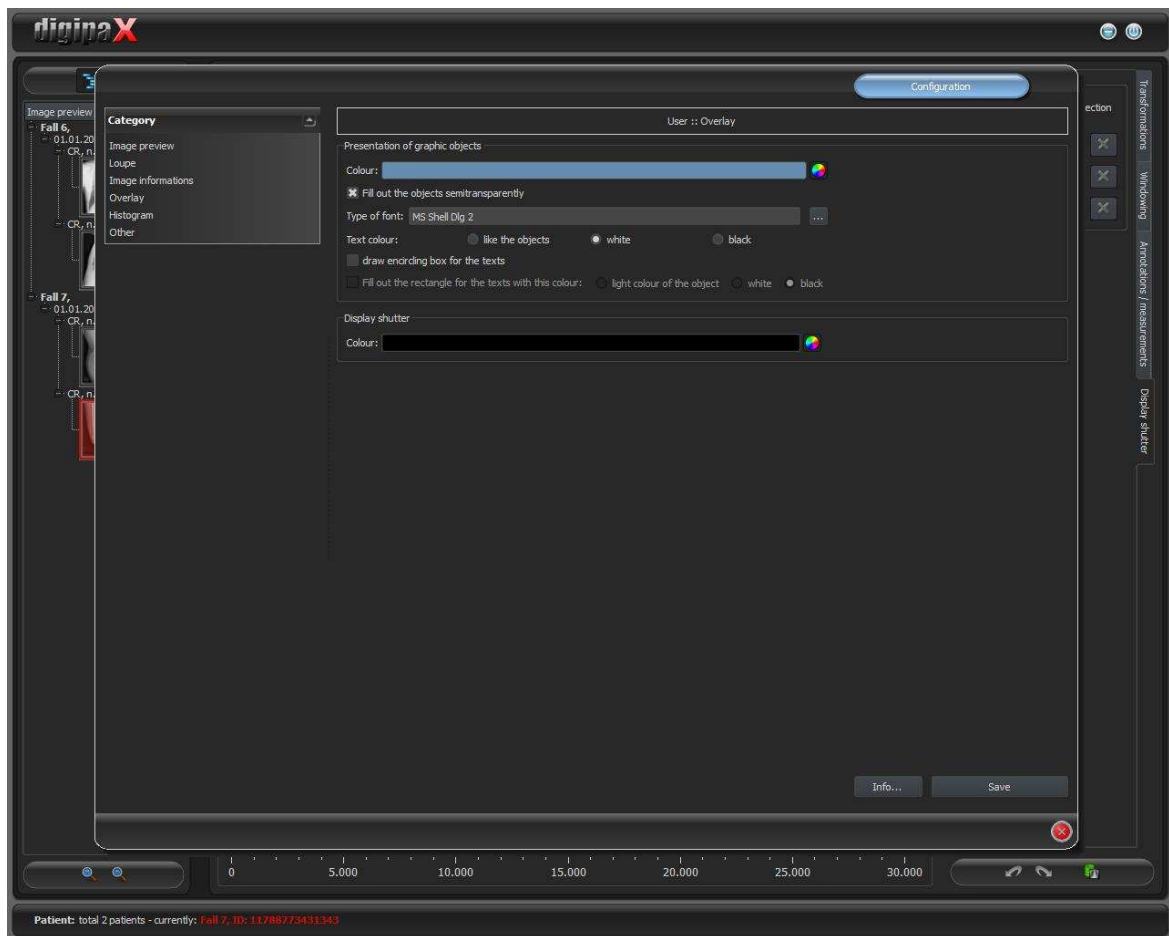 digipaX
Configuration
Image preview
Fall 6,
01.01.20
CR, n.
CR, n.
Fall 7,
01.01.20
CR, n.
CR, n.
Category
Image preview
Loupe
Image informations
Overlay
Histogram
Other
User :: Overlay
Presentation of graphic objects
Colour:
Fill out the objects semitransparently
Type of font: MS Shell Dlg 2 ...
Text colour: like the objects white black
draw encirding box for the texts
Fill out the rectangle for the texts with this colour: light colour of the object white black
Display shutter
Colour:
Info... Save
ection
Transformations
Windowing
Annotations / measurements
Display shutter
0 5.000 10.000 15.000 20.000 25.000 30.000
Patient: total 2 patients - currently: Fall 7, ID: 11788773431343